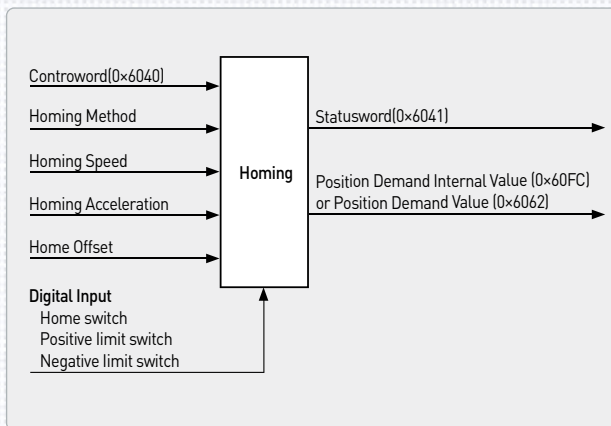 Controword(0×6040)
Homing Method
Homing Speed
Homing Acceleration
Home Offset
Digital Input
Home switch
Positive limit switch
Negative limit switch
Homing
Statusword(0×6041)
Position Demand Internal Value (0×60FC)
or Position Demand Value (0×6062)